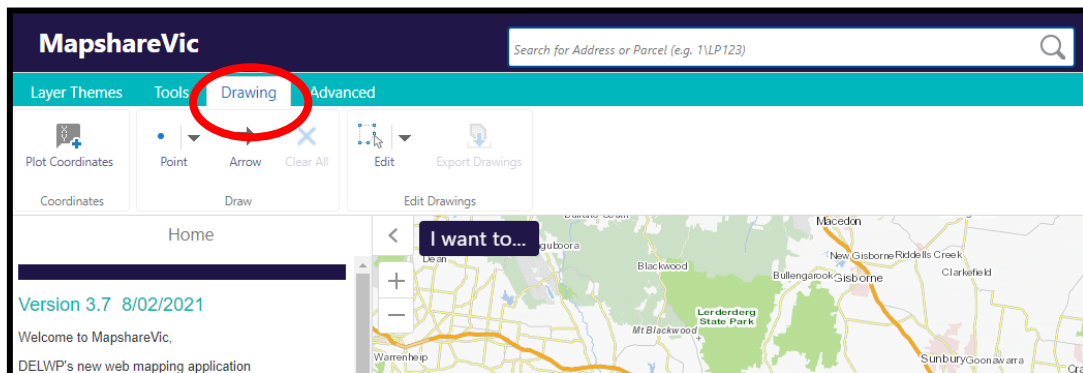 MapshareVic
Search for Address or Parcel (e.g. 1\LP123)
Layer Themes Tools Drawing Advanced
Plot Coordinates Point Arrow Clear All Edit Export Drawings
Coordinates Draw Edit Drawings
Home
I want to...
Version 3.7 8/02/2021
Welcome to MapshareVic,
DELWP's new web mapping application
Macedon
Dean
Blackwood
New Gisborne Riddells Creek
Bullengarook Gisborne
Clarkefield
Lerderderg
State Park
Mt Blackwood
Warrenheip
Sunbury Goonawarra